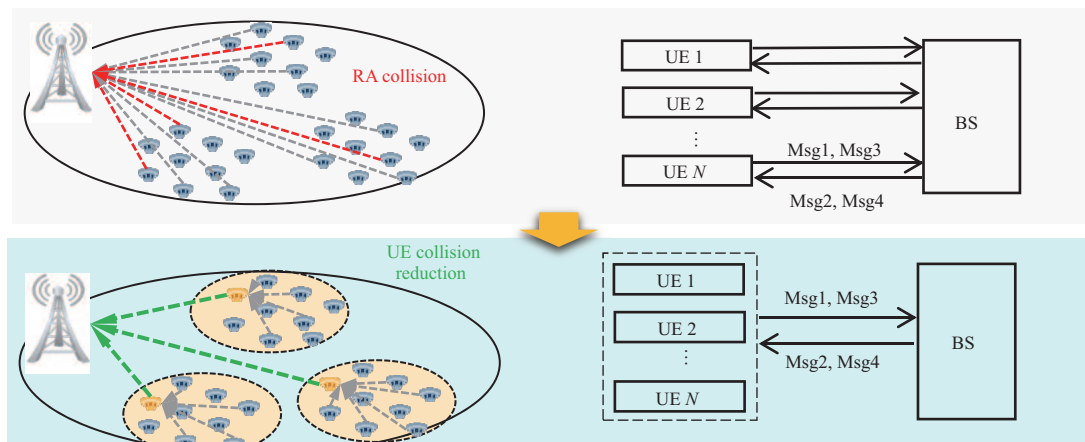 RA collision
UE 1
UE 2
⋮
UE N
Msg1, Msg3
Msg2, Msg4
BS
UE collision
reduction
UE 1
UE 2
⋮
UE N
Msg1, Msg3
Msg2, Msg4
BS